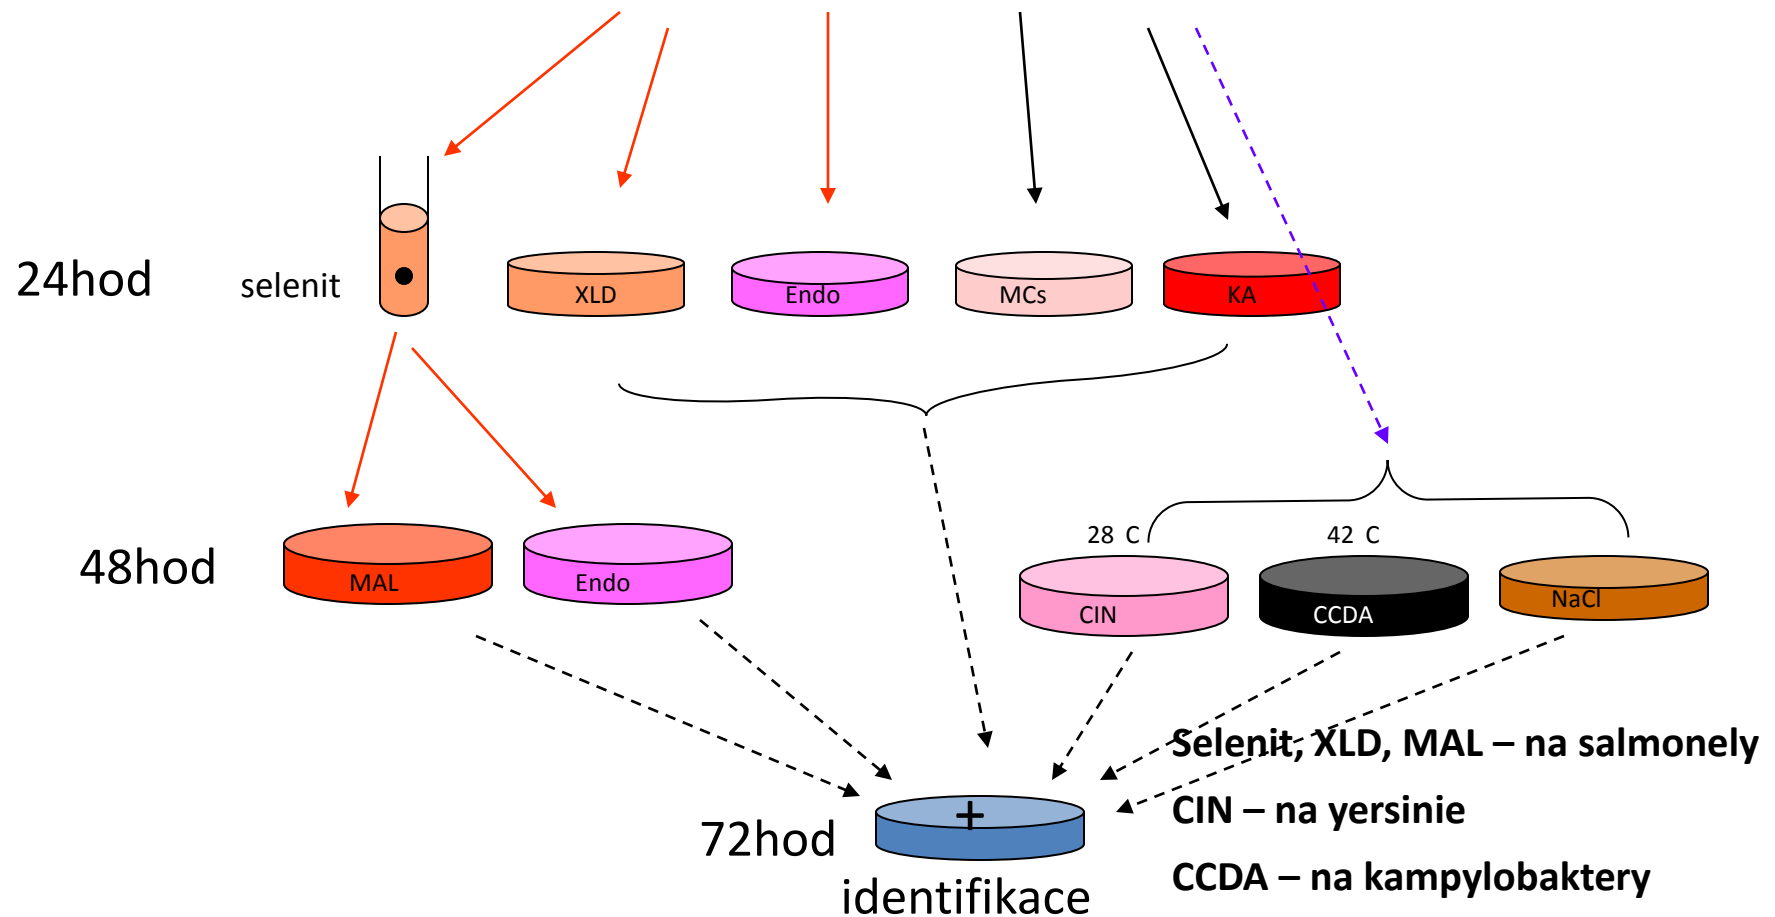 24hod
selenit
XLD
Endo
MCs
KA
28 C
42 C
48hod
MAL
Endo
CIN
CCDA
NaCl
Selenit, XLD, MAL – na salmonely
CIN – na yersinie
CCDA – na kampylobaktery
+
72hod
identifikace